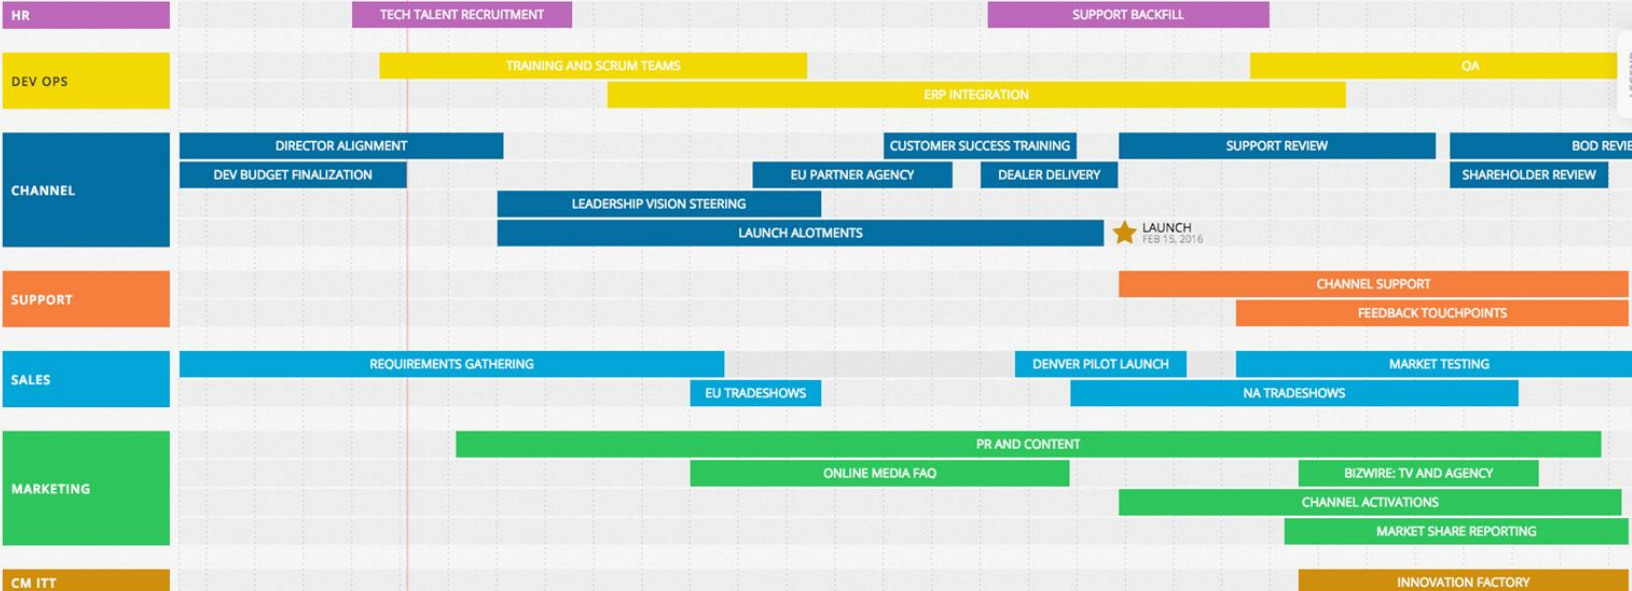 HR
TECH TALENT RECRUITMENT
SUPPORT BACKFILL
DEV OPS
TRAINING AND SCRUM TEAMS
QA
ERP INTEGRATION
CHANNEL
DIRECTOR ALIGNMENT
CUSTOMER SUCCESS TRAINING
SUPPORT REVIEW
BOD REVIE
DEV BUDGET FINALIZATION
EU PARTNER AGENCY
DEALER DELIVERY
SHAREHOLDER REVIEW
LEADERSHIP VISION STEERING
LAUNCH ALOTMENTS
LAUNCH
FEB 15, 2016
SUPPORT
CHANNEL SUPPORT
FEEDBACK TOUCHPOINTS
SALES
REQUIREMENTS GATHERING
DENVER PILOT LAUNCH
MARKET TESTING
EU TRADESHOWS
NA TRADESHOWS
MARKETING
PR AND CONTENT
ONLINE MEDIA FAQ
BIZWIRE: TV AND AGENCY
CHANNEL ACTIVATIONS
MARKET SHARE REPORTING
CM ITT
INNOVATION FACTORY